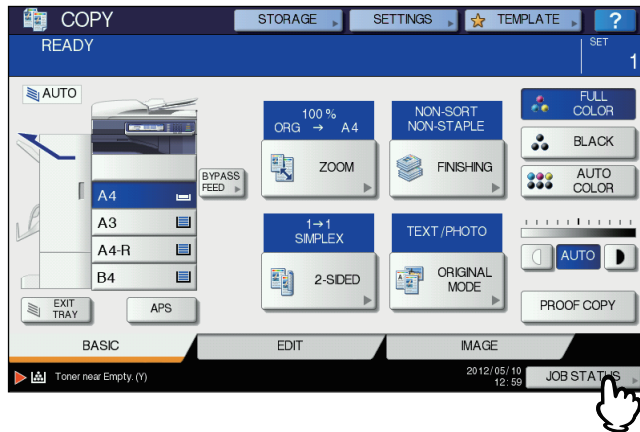 COPY
STORAGE
SETTINGS
TEMPLATE
?
READY
SET
1
AUTO
A4
A3
A4-R
B4
BYPASS
FEED
EXIT
TRAY
APS
100 %
ORG → A4
ZOOM
NON-SORT
NON-STAPLE
FINISHING
1→1
SIMPLEX
2-SIDED
TEXT/PHOTO
ORIGINAL
MODE
FULL
COLOR
BLACK
AUTO
COLOR
AUTO
PROOF COPY
BASIC
EDIT
IMAGE
Toner near Empty. (Y)
2012/05/10
12:59
JOB STATUS